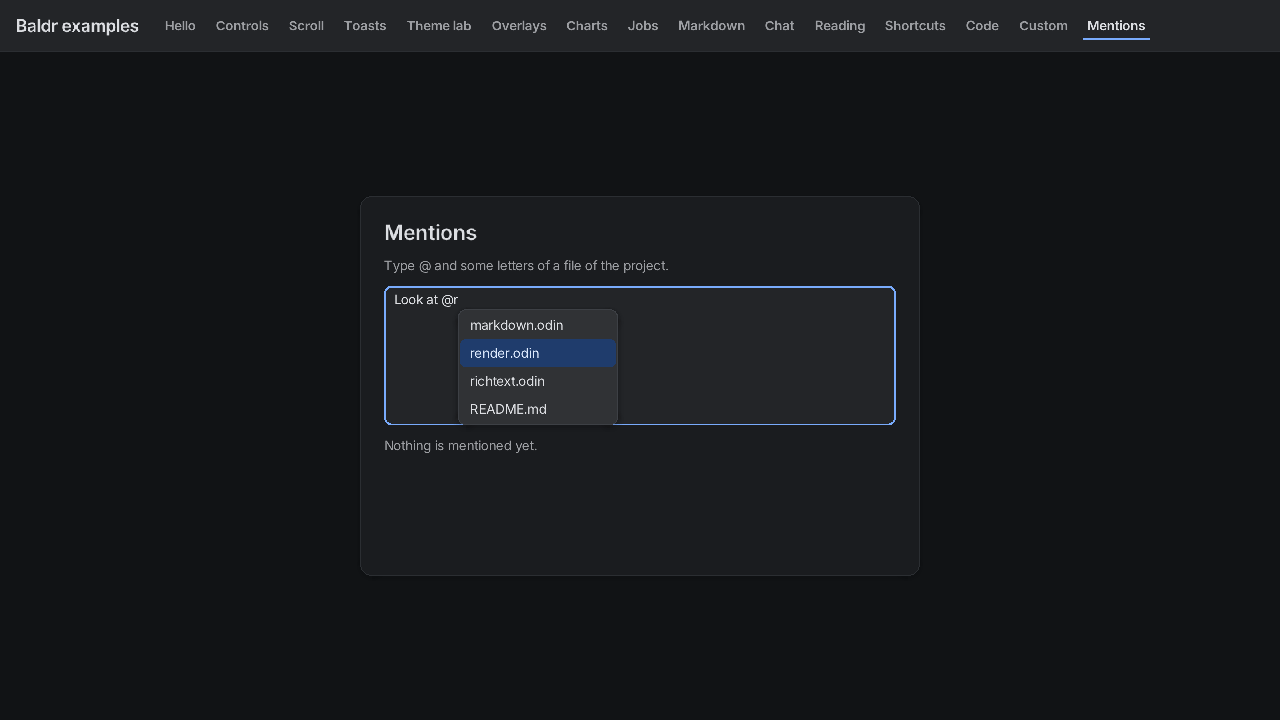 Baldr examples Hello Controls Scroll Toasts Theme lab Overlays Charts Jobs Markdown Chat Reading Shortcuts Code Custom Mentions
Mentions
Type @ and some letters of a file of the project.
Look at @r
markdown.odin
render.odin
richtext.odin
README.md
Nothing is mentioned yet.